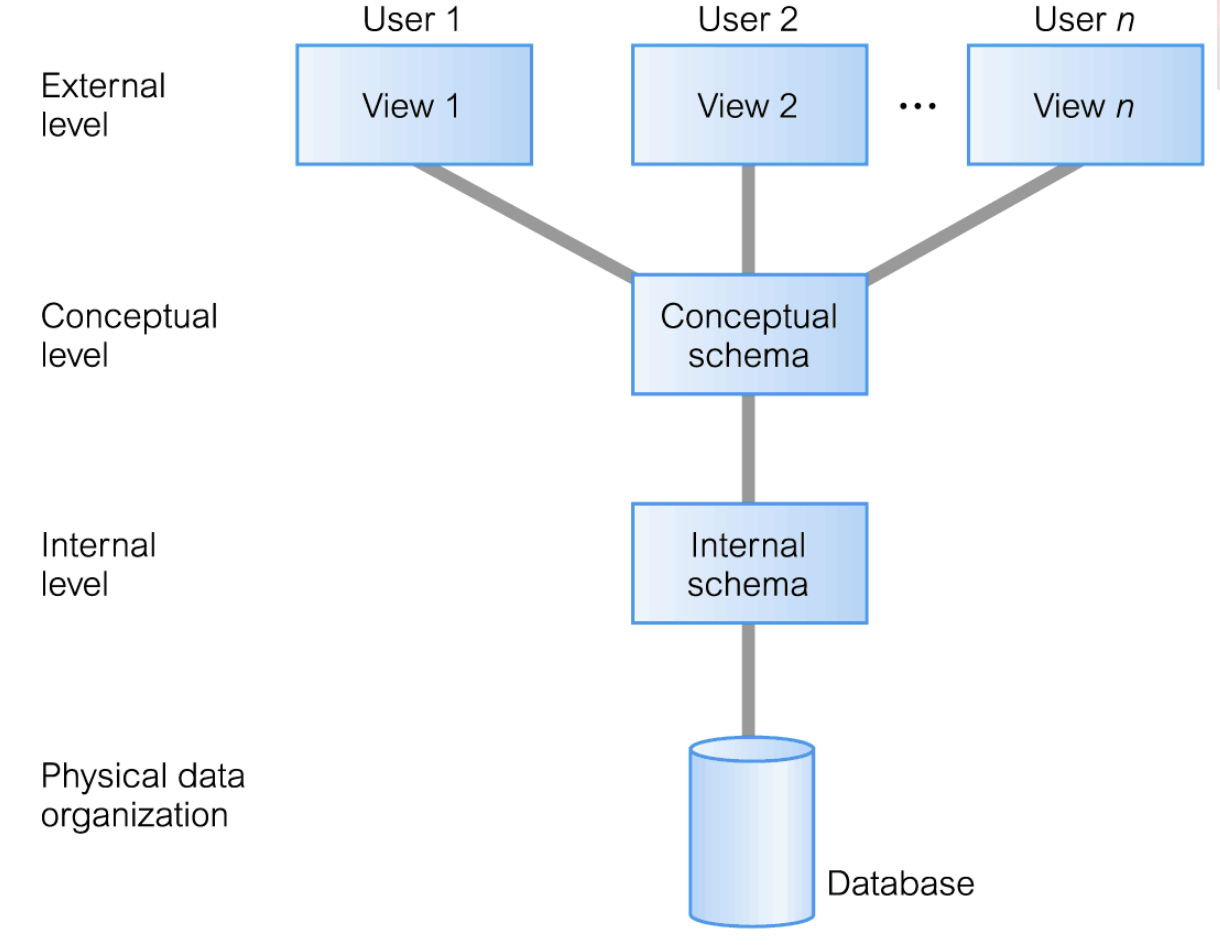 User 1
User 2
User n
External
level
View 1
View 2
...
View n
Conceptual
level
Conceptual
schema
Internal
level
Internal
schema
Physical data
organization
Database